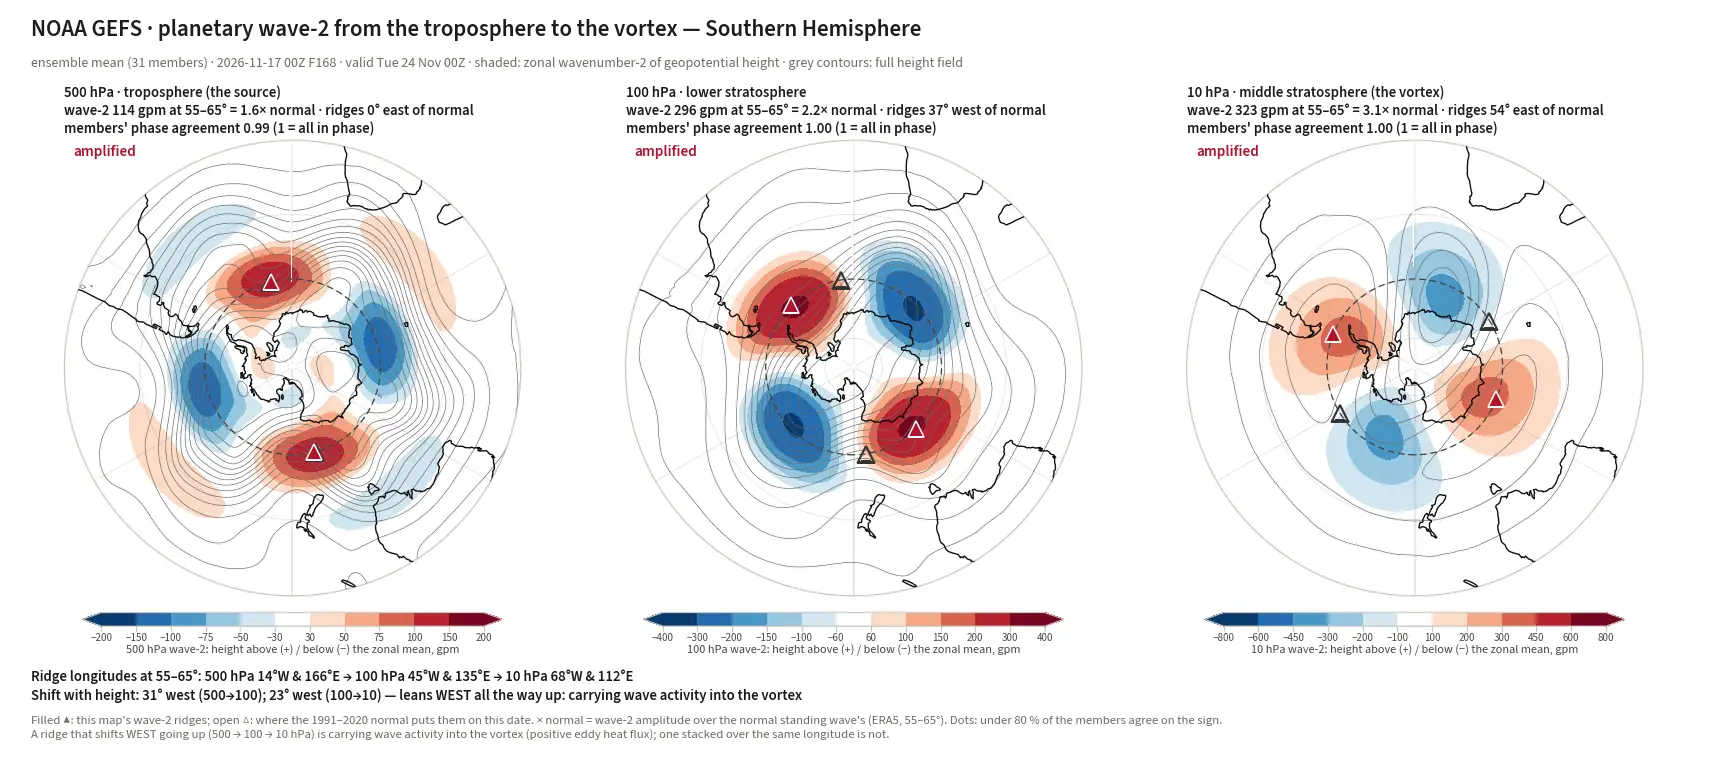 NOAA GEFS · planetary wave-2 from the troposphere to the vortex — Southern Hemisphere
ensemble mean (31 members) · 2026-11-17 00Z F168 · valid Tue 24 Nov 00Z · shaded: zonal wavenumber-2 of geopotential height · grey contours: full height field
500 hPa · troposphere (the source)
wave-2 114 gpm at 55–65° = 1.6× normal · ridges 0° east of normal
members' phase agreement 0.99 (1 = all in phase)
amplified
100 hPa · lower stratosphere
wave-2 296 gpm at 55–65° = 2.2× normal · ridges 37° west of normal
members' phase agreement 1.00 (1 = all in phase)
amplified
10 hPa · middle stratosphere (the vortex)
wave-2 323 gpm at 55–65° = 3.1× normal · ridges 54° east of normal
members' phase agreement 1.00 (1 = all in phase)
amplified
−200 −150 −100 −75 −50 −30 30 50 75 100 150 200
500 hPa wave-2: height above (+) / below (−) the zonal mean, gpm
−400 −300 −200 −150 −100 −60 60 100 150 200 300 400
100 hPa wave-2: height above (+) / below (−) the zonal mean, gpm
−800 −600 −450 −300 −200 −100 100 200 300 450 600 800
10 hPa wave-2: height above (+) / below (−) the zonal mean, gpm
Ridge longitudes at 55–65°: 500 hPa 14°W & 166°E → 100 hPa 45°W & 135°E → 10 hPa 68°W & 112°E
Shift with height: 31° west (500→100); 23° west (100→10) — leans WEST all the way up: carrying wave activity into the vortex
Filled ▲: this map's wave-2 ridges; open △: where the 1991–2020 normal puts them on this date. × normal = wave-2 amplitude over the normal standing wave's (ERA5, 55–65°). Dots: under 80 % of the members agree on the sign.
A ridge that shifts WEST going up (500 → 100 → 10 hPa) is carrying wave activity into the vortex (positive eddy heat flux); one stacked over the same longitude is not.